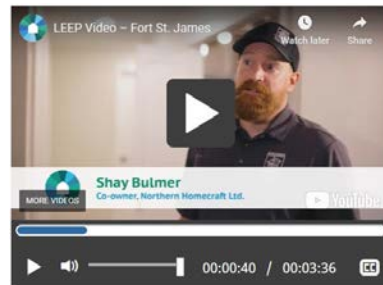 LEEP Video – Fort St. James
Watch later
Share
Shay Bulmer
Co-owner, Northern Homecraft Ltd.
MORE VIDEOS
YouTube
00:00:40 / 00:03:36
CC